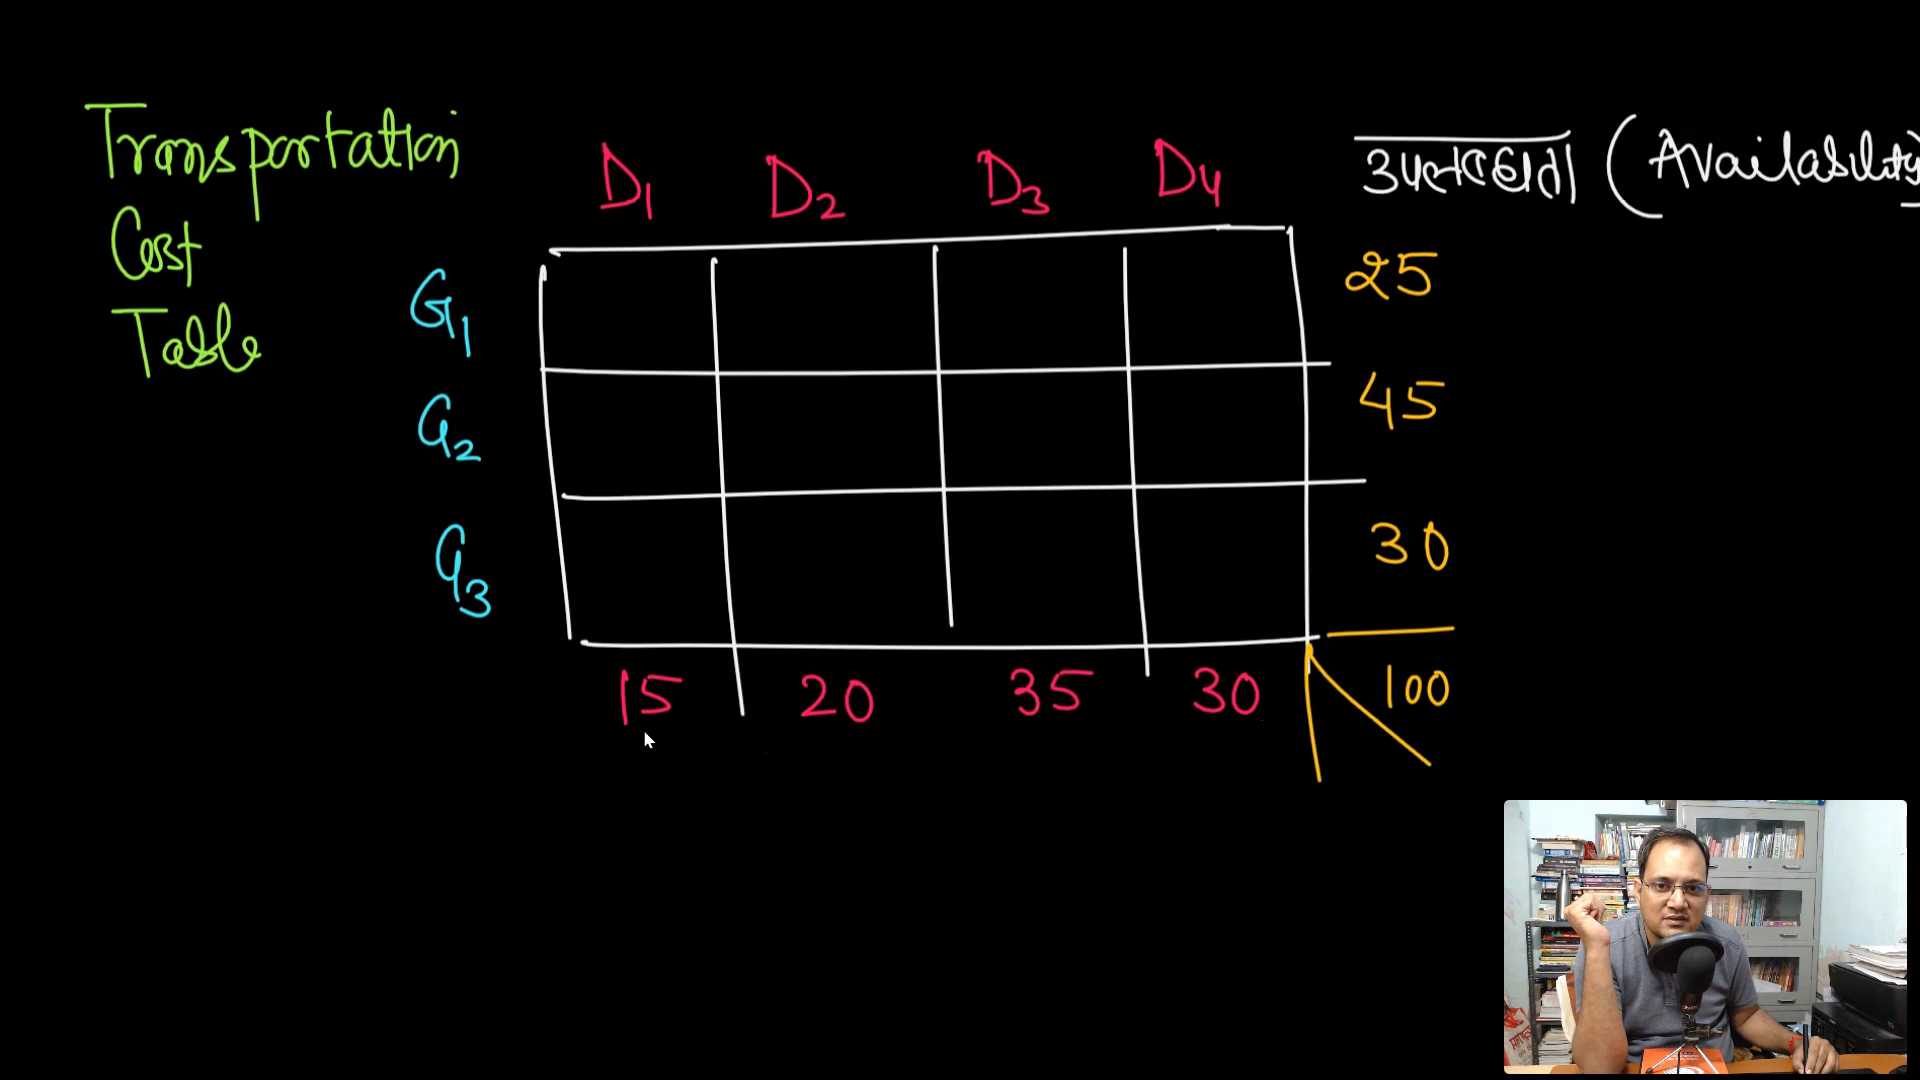 Transportation
Cost
Table
D1 D2 D3 D4 उपलब्धता (Availability)
G1 25
G2 45
G3 30
15 20 35 30 100